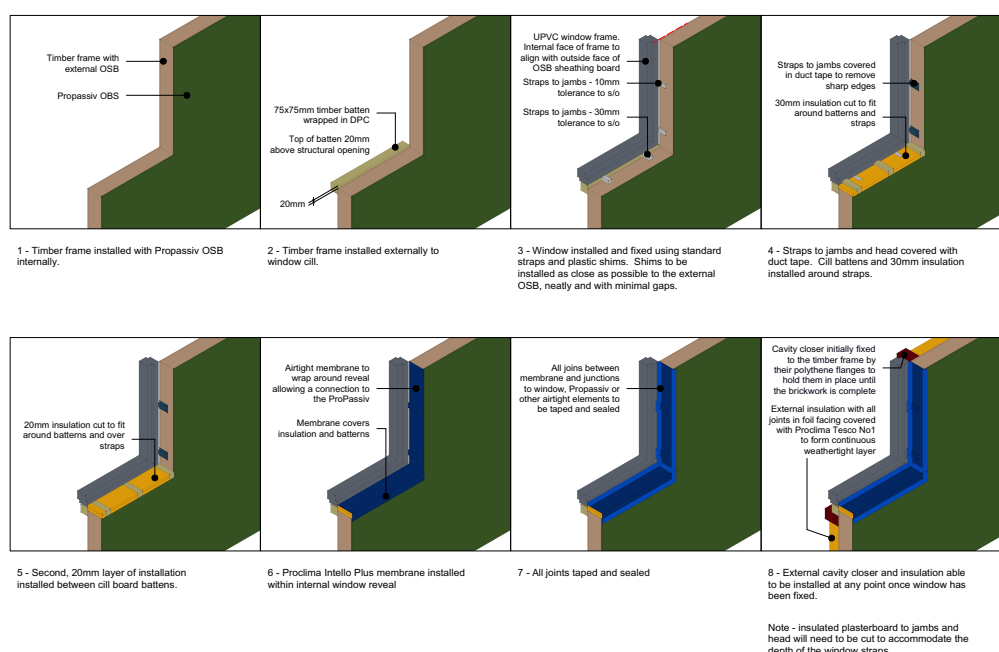 Timber frame with
external OSB
Propassiv OBS
1 - Timber frame installed with Propassiv OSB
internally.
75x75mm timber batten
wrapped in DPC
Top of batten 20mm
above structural opening
20mm
2 - Timber frame installed externally to
window cill.
UPVC window frame.
Internal face of frame to
align with outside face of
OSB sheathing board
Straps to jambs - 10mm
tolerance to s/o
Straps to jambs - 30mm
tolerance to s/o
3 - Window installed and fixed using standard
straps and plastic shims. Shims to be
installed as close as possible to the external
OSB, neatly and with minimal gaps.
Straps to jambs covered
in duct tape to remove
sharp edges
30mm insulation cut to fit
around battens and
straps
4 - Straps to jambs and head covered with
duct tape. Cill battens and 30mm insulation
installed around straps.
20mm insulation cut to fit
around batterns and over
straps
5 - Second, 20mm layer of installation
installed between cill board battens.
Airtight membrane to
wrap around reveal
allowing a connection to
the ProPassiv
Membrane covers
insulation and batterns
6 - Proclima Intello Plus membrane installed
within internal window reveal
All joins between
membrane and junctions
to window, Propassiv or
other airtight elements to
be taped and sealed
7 - All joints taped and sealed
Cavity closer initially fixed
to the timber frame by
their polythene flanges to
hold them in place until
the brickwork is complete
External insulation with all
joints in foil facing covered
with Proclima Tesco No1
to form continuous
weathertight layer
8 - External cavity closer and insulation able
to be installed at any point once window has
been fixed.
Note - insulated plasterboard to jambs and
head will need to be cut to accommodate the
depth of the window straps